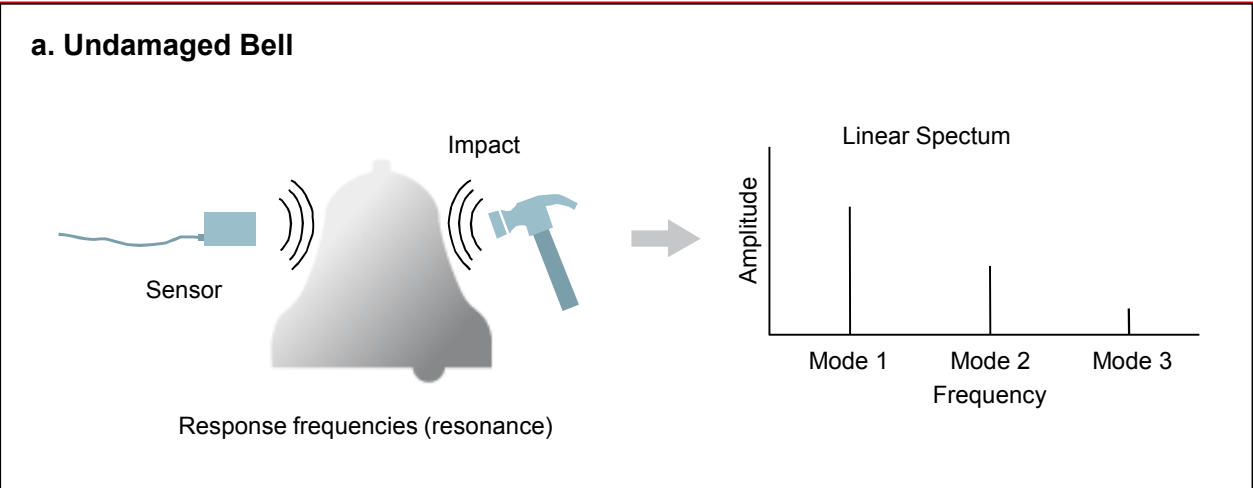 a. Undamaged Bell
Impact
Sensor
Response frequencies (resonance)
Linear Spectum
Amplitude
Mode 1 Mode 2 Mode 3
Frequency